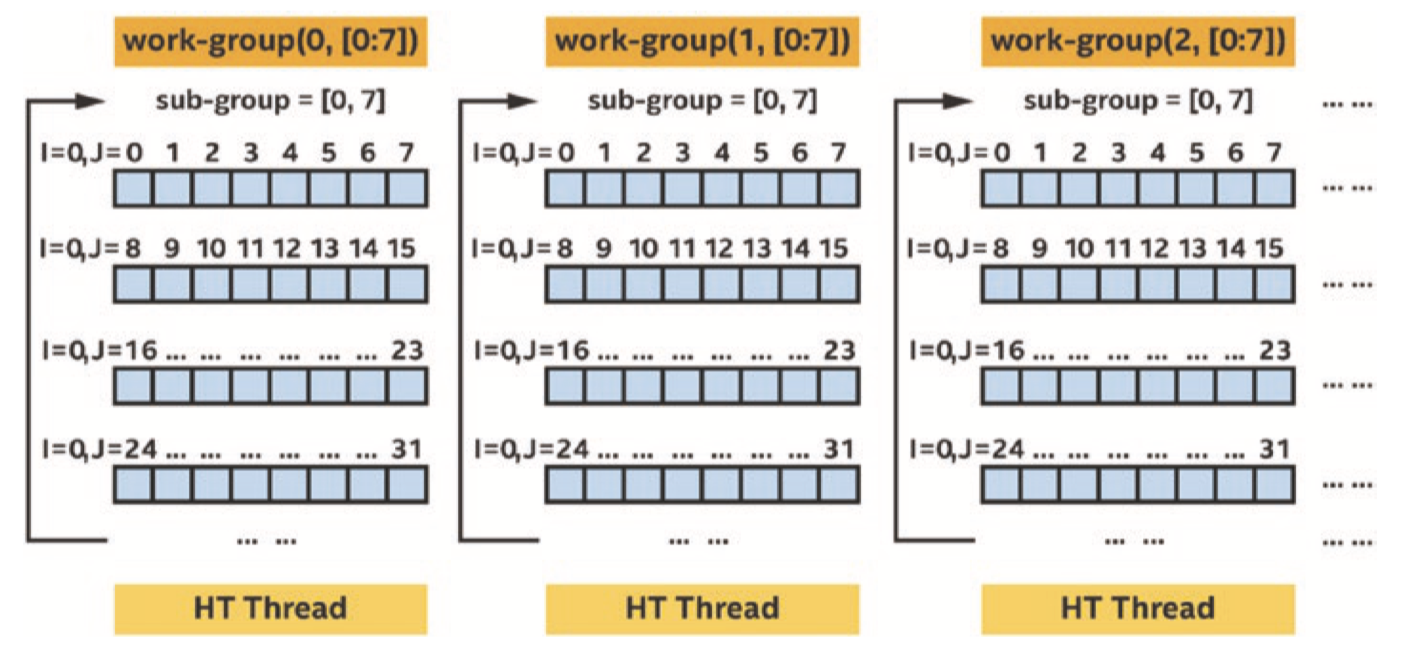 work-group(0, [0:7]) work-group(1, [0:7]) work-group(2, [0:7])
sub-group = [0, 7] sub-group = [0, 7] sub-group = [0, 7] ... ...
I=0,J=0 1 2 3 4 5 6 7 I=0,J=0 1 2 3 4 5 6 7 I=0,J=0 1 2 3 4 5 6 7
... ...
I=0,J=8 9 10 11 12 13 14 15 I=0,J=8 9 10 11 12 13 14 15 I=0,J=8 9 10 11 12 13 14 15
... ...
I=0,J=16 ... ... ... ... ... ... 23 I=0,J=16 ... ... ... ... ... ... 23 I=0,J=16 ... ... ... ... ... ... 23
... ...
I=0,J=24 ... ... ... ... ... ... 31 I=0,J=24 ... ... ... ... ... ... 31 I=0,J=24 ... ... ... ... ... ... 31
... ...
... ... ... ... ... ... ... ...
HT Thread HT Thread HT Thread